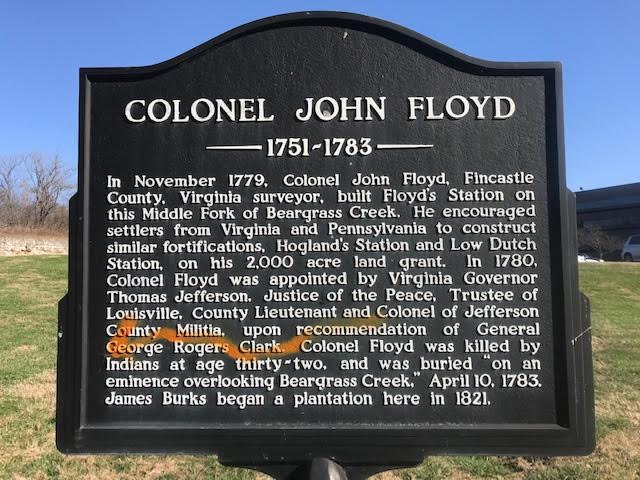 COLONEL JOHN FLOYD
1751-1783
In November 1779, Colonel John Floyd, Fincastle
County, Virginia surveyor, built Floyd's Station on
this Middle Fork of Beargrass Creek. He encouraged
settlers from Virginia and Pennsylvania to construct
similar fortifications, Hogland's Station and Low Dutch
Station, on his 2,000 acre land grant. In 1780,
Colonel Floyd was appointed by Virginia Governor
Thomas Jefferson, Justice of the Peace, Trustee of
Louisville, County Lieutenant and Colonel of Jefferson
County Militia, upon recommendation of General
George Rogers Clark. Colonel Floyd was killed by
Indians at age thirty-two, and was buried "on an
eminence overlooking Beargrass Creek," April 10, 1783.
James Burks began a plantation here in 1821.